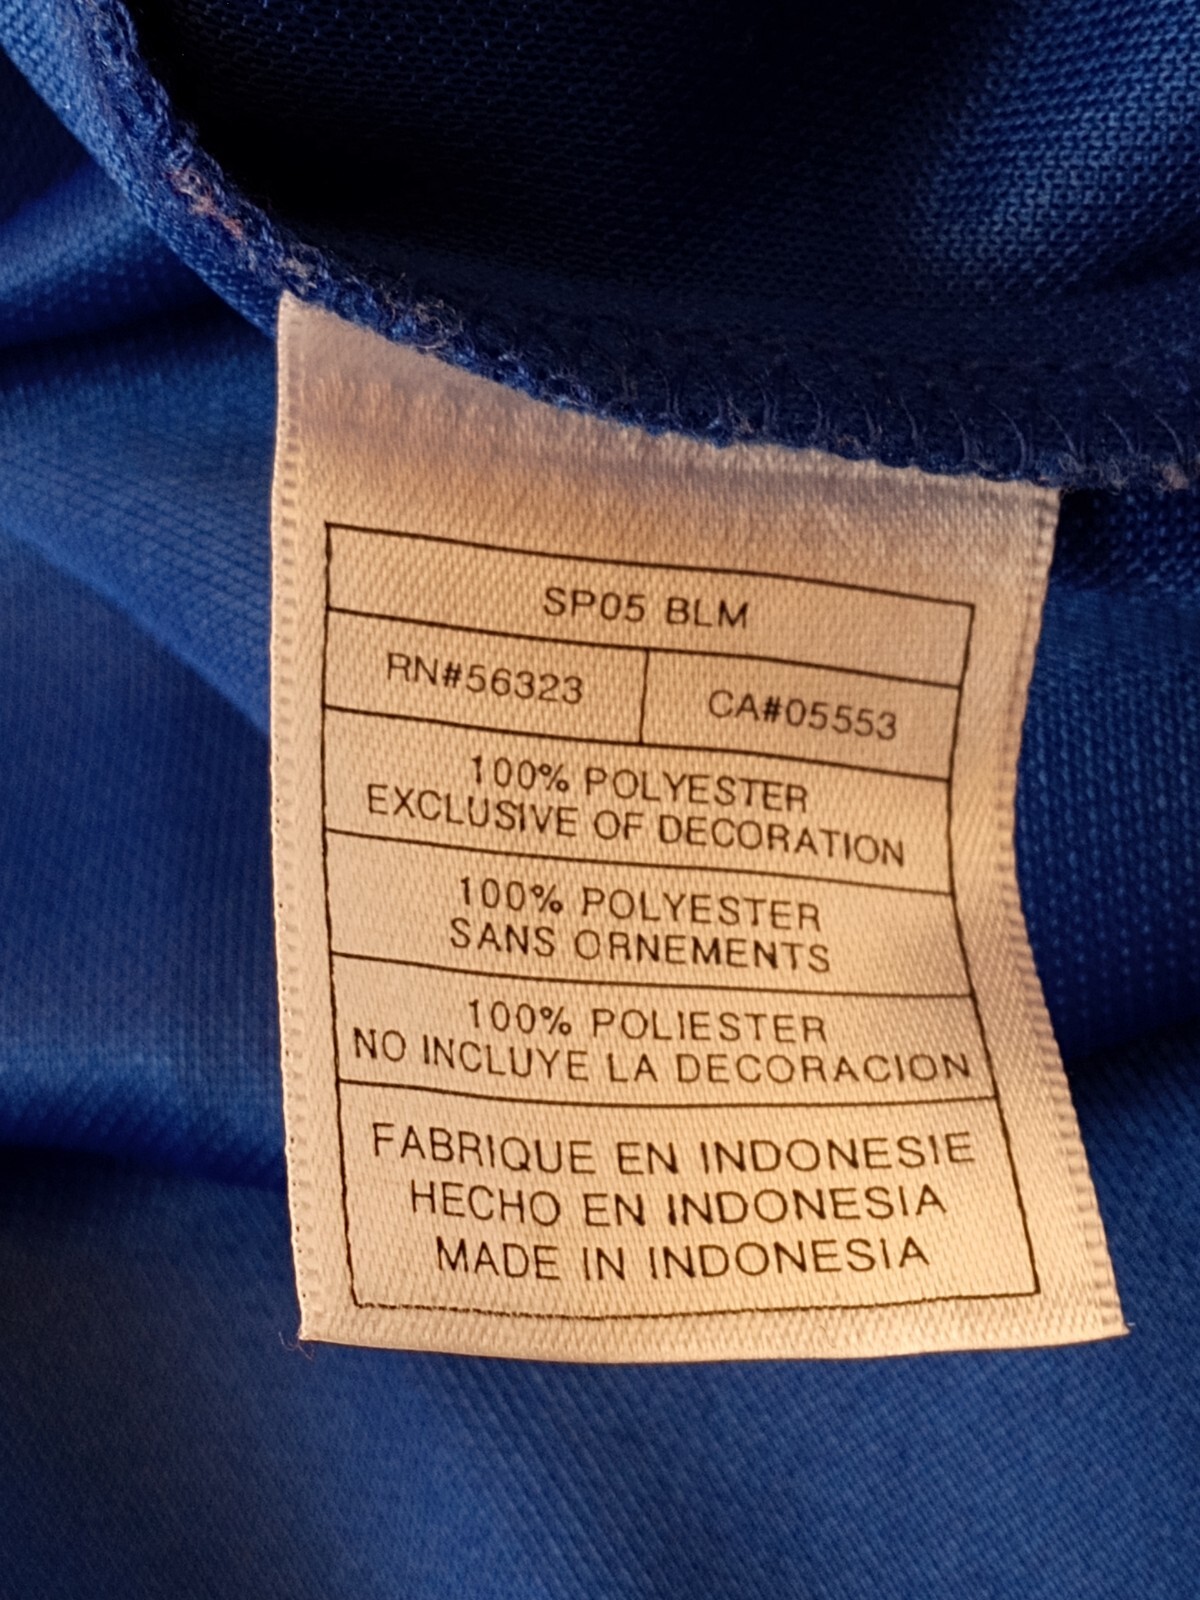 SP05 BLM
RN#56323 CA#05553
100% POLYESTER
EXCLUSIVE OF DECORATION
100% POLYESTER
SANS ORNEMENTS
100% POLIESTER
NO INCLUYE LA DECORACION
FABRIQUE EN INDONESIE
HECHO EN INDONESIA
MADE IN INDONESIA